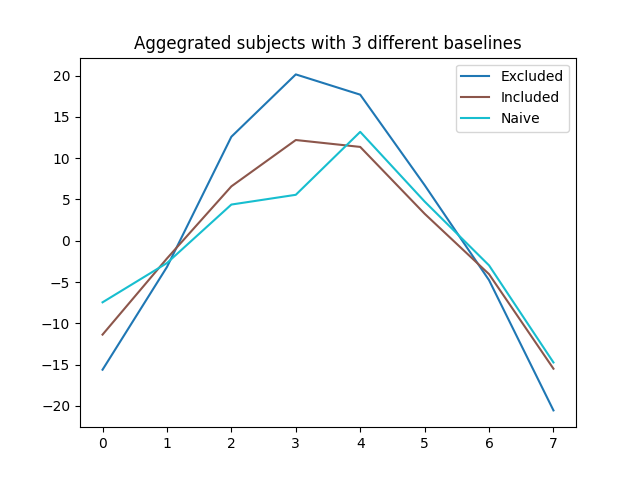 Aggegrated subjects with 3 different baselines
Excluded
Included
Naive
20
15
10
5
0
−5
−10
−15
−20
0 1 2 3 4 5 6 7